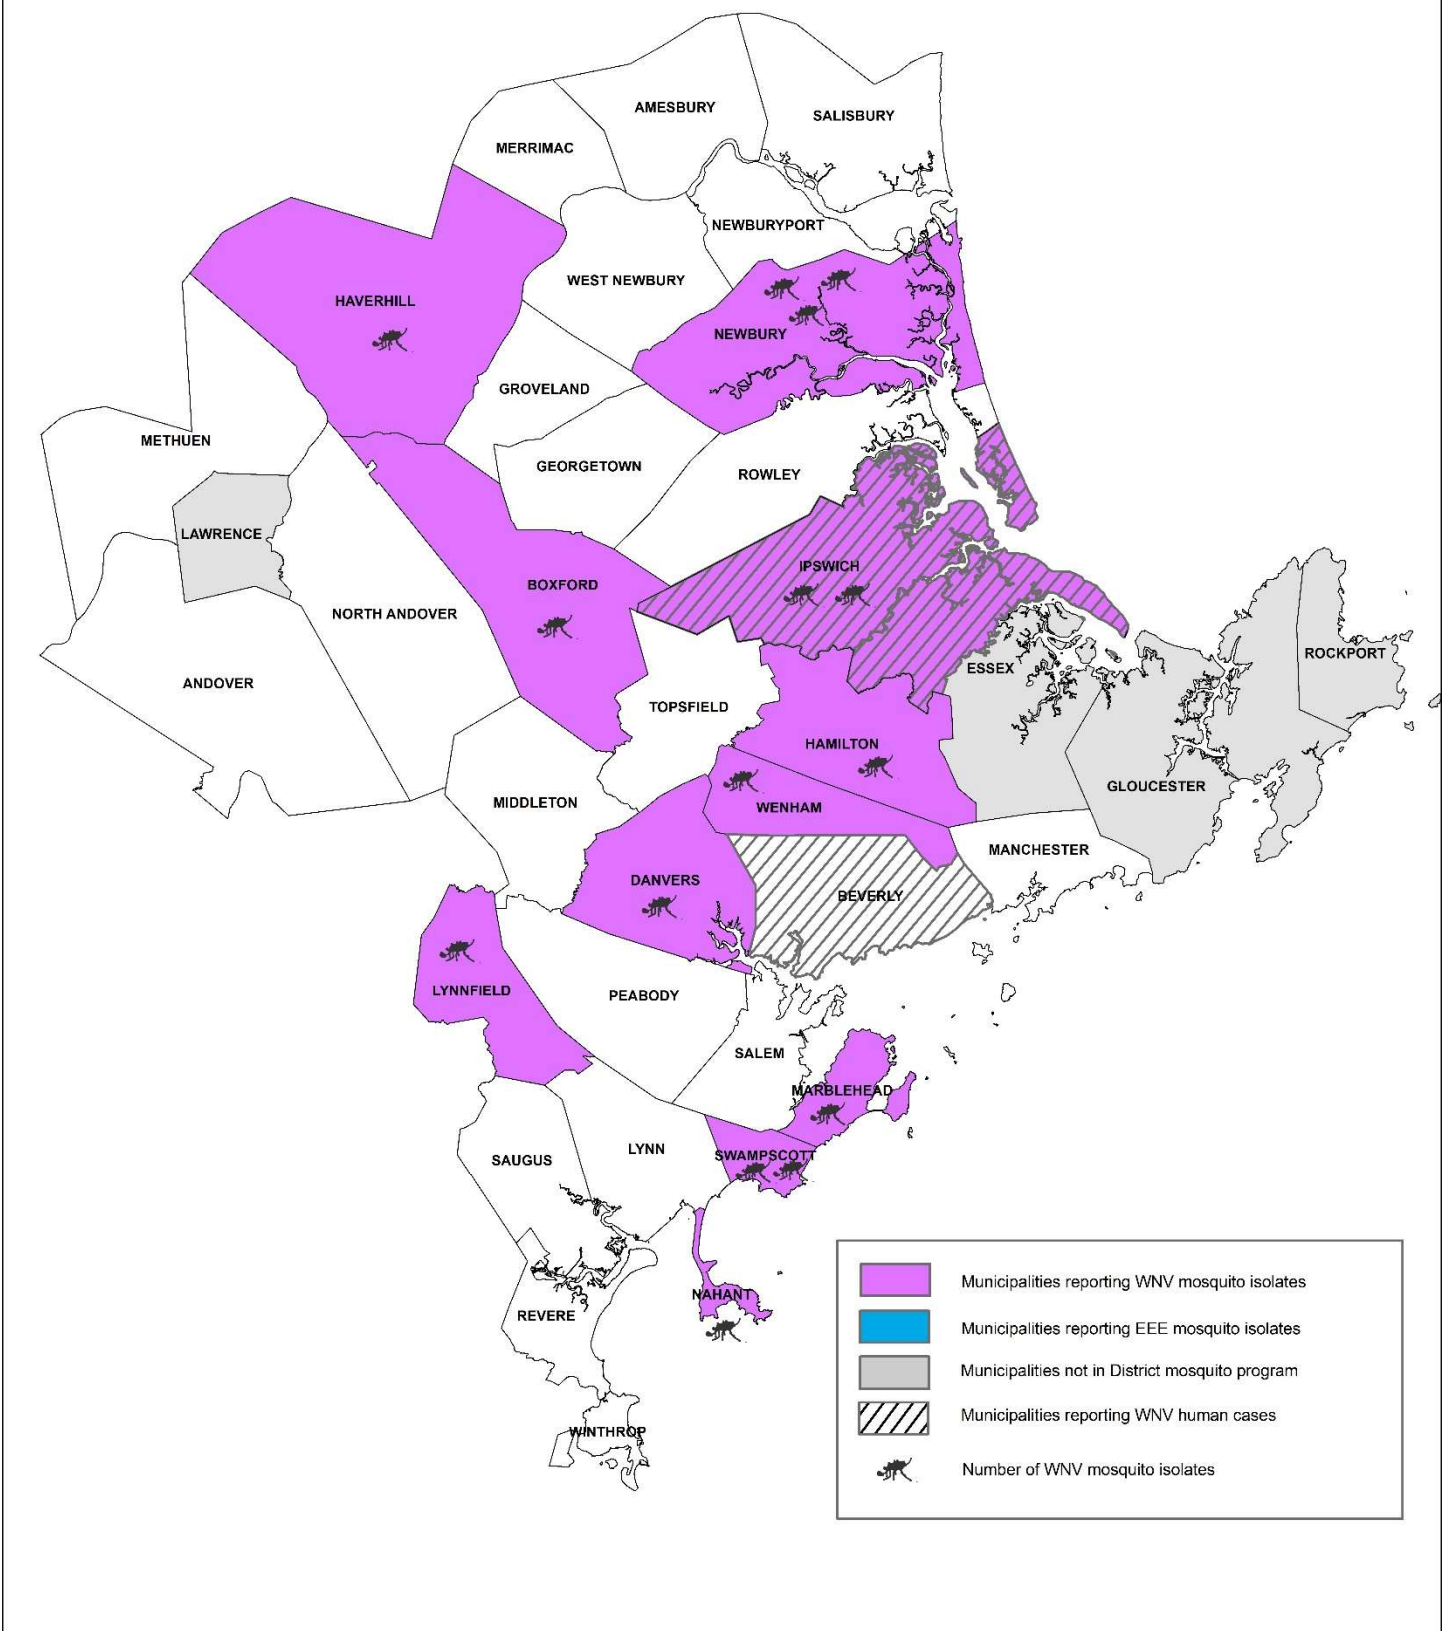 AMESBURY
SALISBURY
MERRIMAC
NEWBURYPORT
WEST NEWBURY
HAVERHILL
NEWBURY
GROVELAND
METHUEN
GEORGETOWN
ROWLEY
LAWRENCE
IPSWICH
BOXFORD
NORTH ANDOVER
ROCKPORT
ESSEX
ANDOVER
TOPSFIELD
HAMILTON
GLOUCESTER
MIDDLETON
WENHAM
MANCHESTER
DANVERS
BEVERLY
LYNNFIELD
PEABODY
SALEM
MARBLEHEAD
LYNN
SWAMPSCOTT
SAUGUS
NAHANT
REVERE
WINTHROP
Municipalities reporting WNV mosquito isolates
Municipalities reporting EEE mosquito isolates
Municipalities not in District mosquito program
Municipalities reporting WNV human cases
Number of WNV mosquito isolates